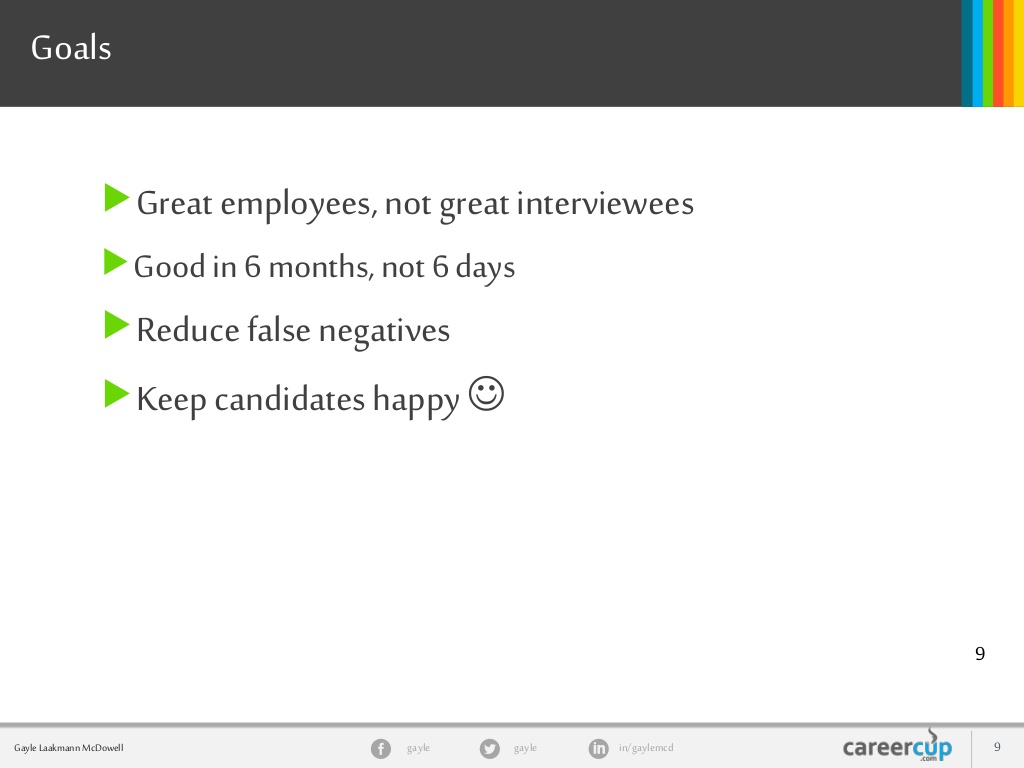 Goals
Great employees, not great interviewees
Good in 6 months, not 6 days
Reduce false negatives
Keep candidates happy ☺
9
Gayle Laakmann McDowell
gayle
gayle
in/gaylemcd
careercup
.com
9